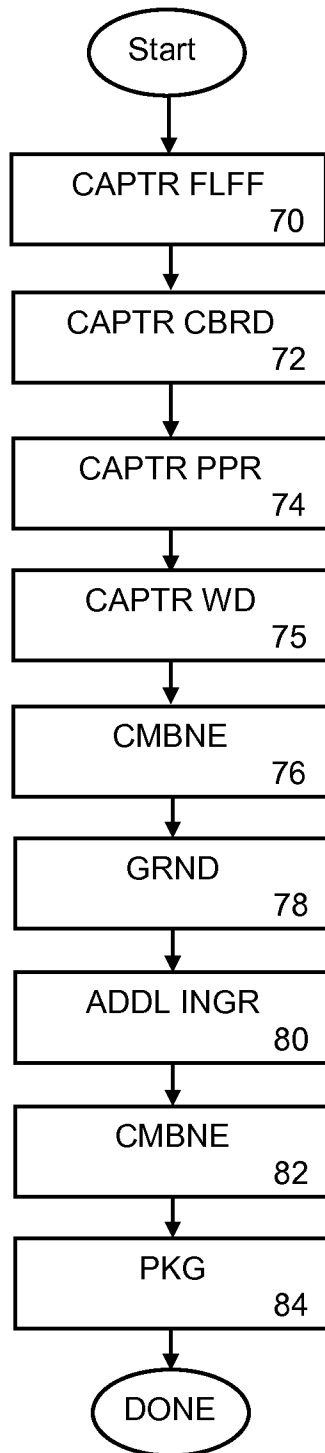 Start
CAPTR FLFF
70
CAPTR CBRD
72
CAPTR PPR
74
CAPTR WD
75
CMBNE
76
GRND
78
ADDL INGR
80
CMBNE
82
PKG
84
DONE